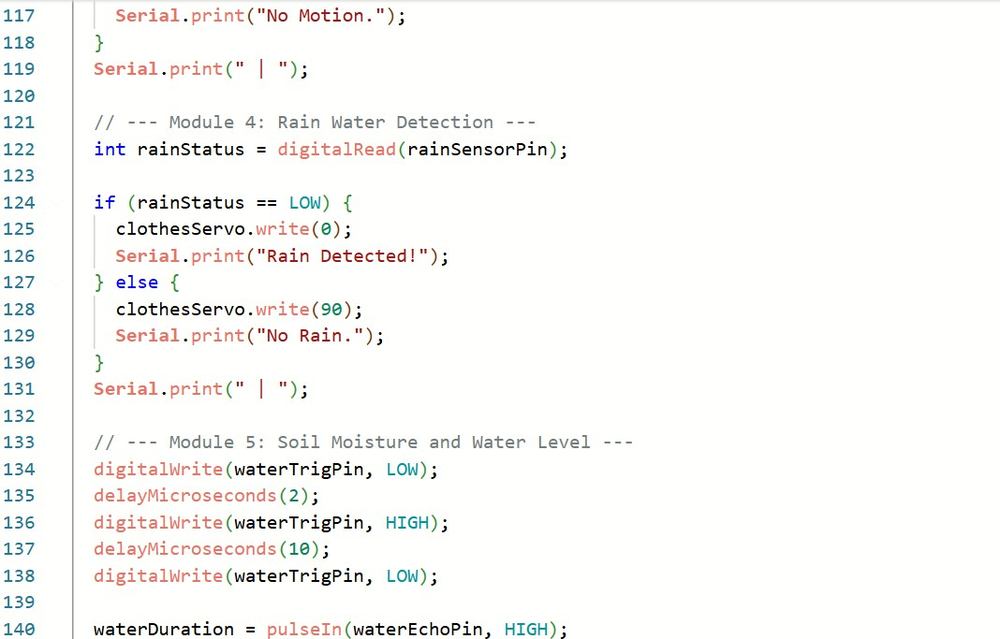 117 Serial.print("No Motion.");
118 }
119 Serial.print(" | ");
120
121 // --- Module 4: Rain Water Detection ---
122 int rainStatus = digitalRead(rainSensorPin);
123
124 if (rainStatus == LOW) {
125 clothesServo.write(0);
126 Serial.print("Rain Detected!");
127 } else {
128 clothesServo.write(90);
129 Serial.print("No Rain.");
130 }
131 Serial.print(" | ");
132
133 // --- Module 5: Soil Moisture and Water Level ---
134 digitalWrite(waterTrigPin, LOW);
135 delayMicroseconds(2);
136 digitalWrite(waterTrigPin, HIGH);
137 delayMicroseconds(10);
138 digitalWrite(waterTrigPin, LOW);
139
140 waterDuration = pulseIn(waterEchoPin, HIGH);